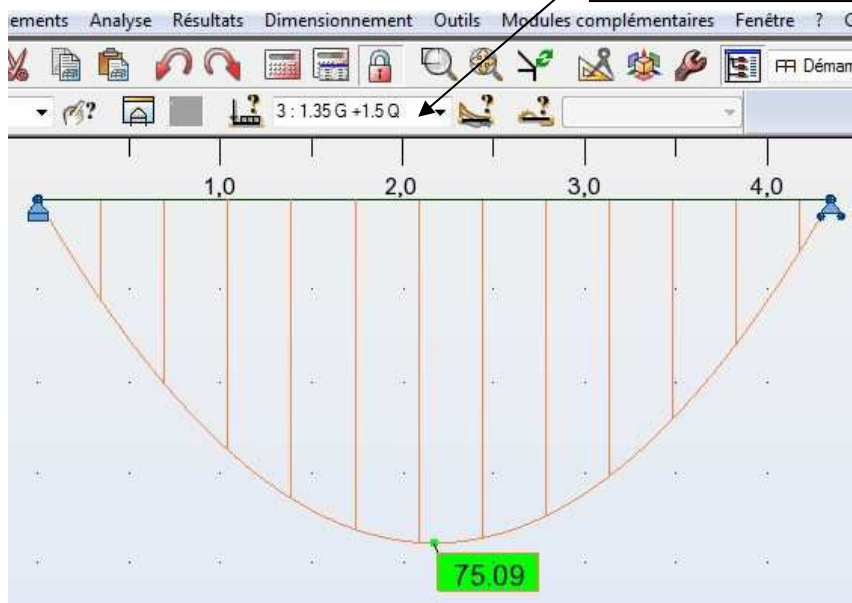 ements Analyse Résultats Dimensionnement Outils Modules complémentaires Fenêtre ?
Démar
3 : 1.35 G +1.5 Q
1,0 2,0 3,0 4,0
75.09